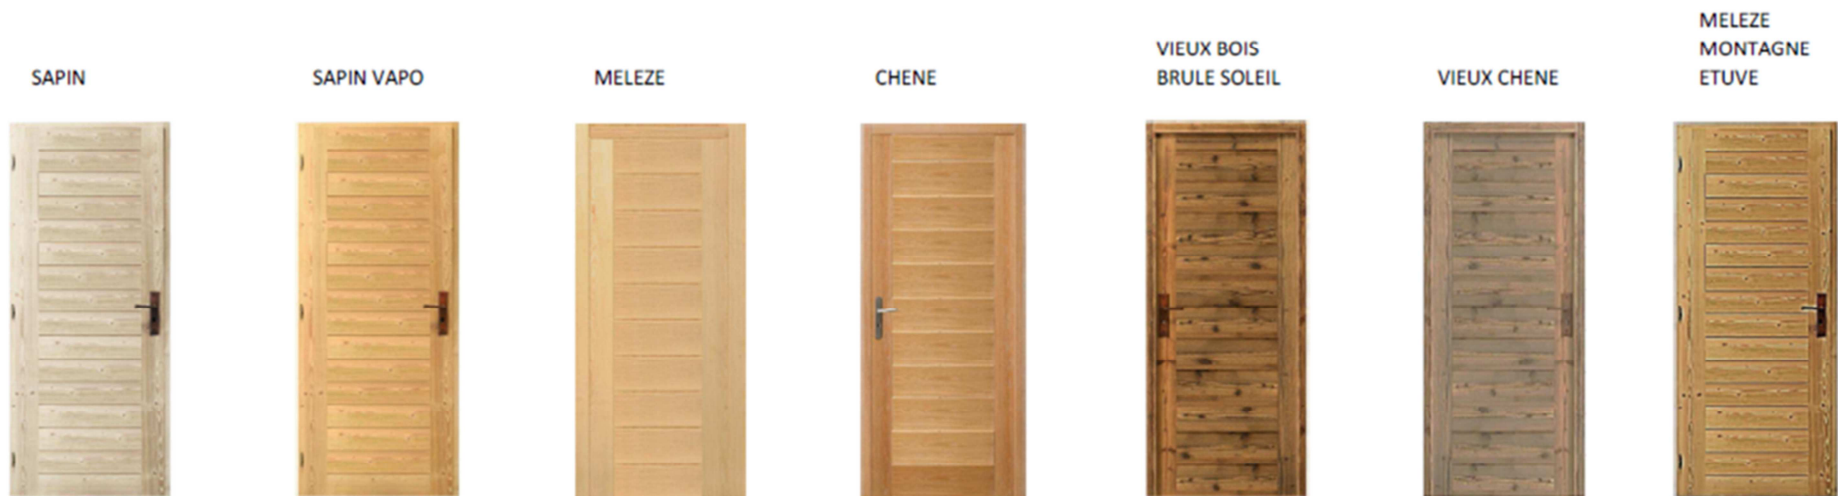 SAPIN
SAPIN VAPO
MELEZE
CHENE
VIEUX BOIS
BRULE SOLEIL
VIEUX CHENE
MELEZE
MONTAGNE
ETUVE